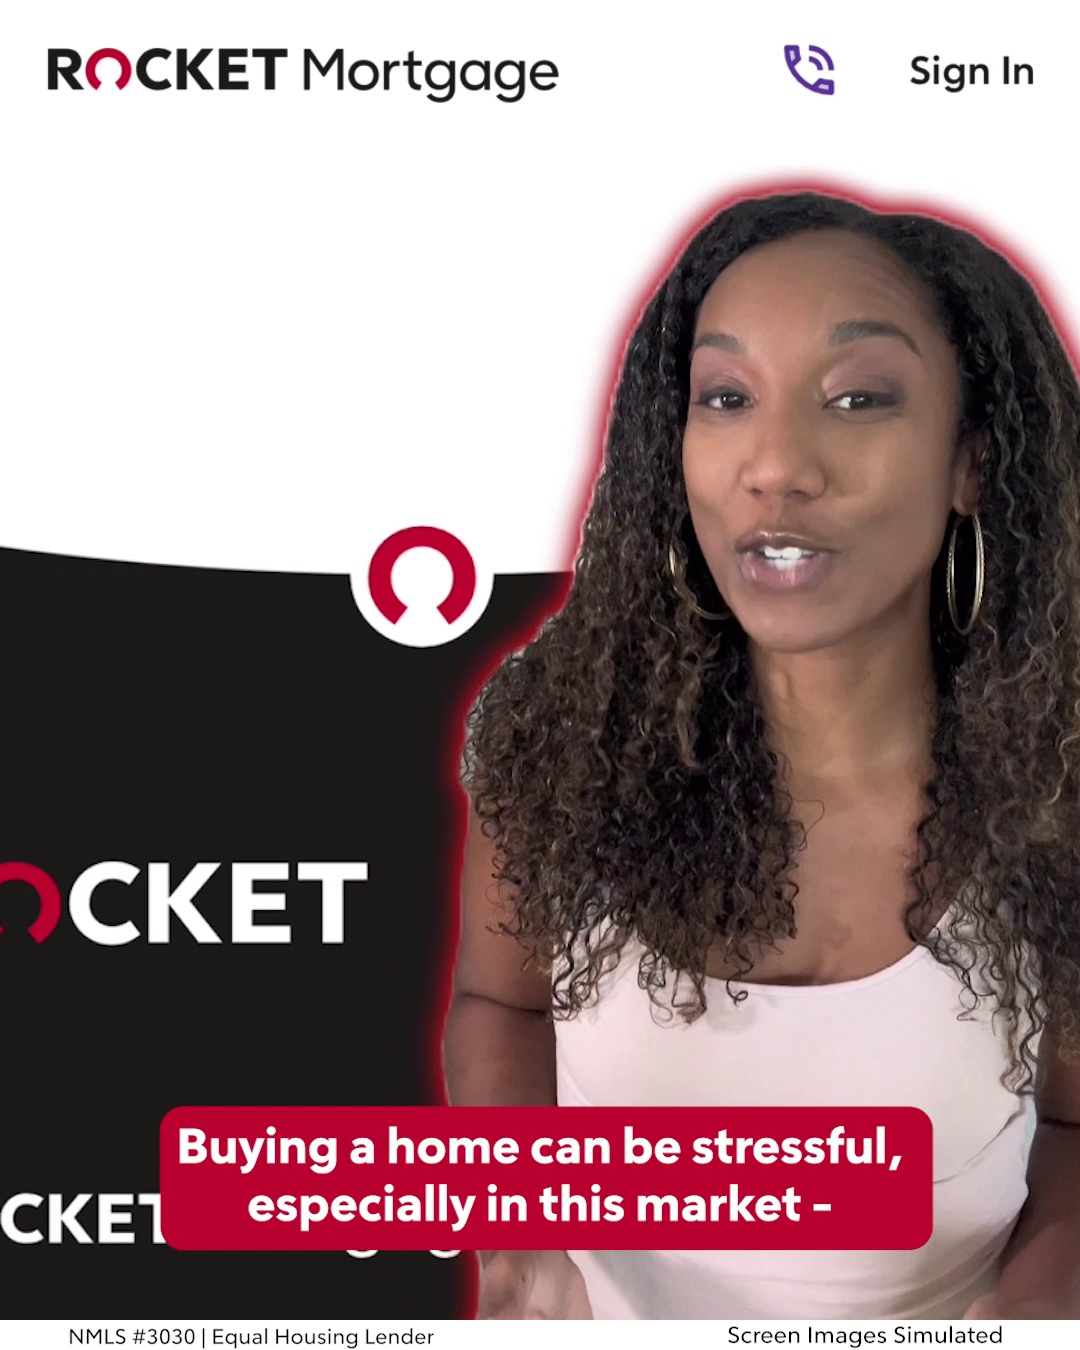 ROCKET Mortgage
Sign In
OCKET
Buying a home can be stressful,
especially in this market -
CKET
NMLS #3030 | Equal Housing Lender
Screen Images Simulated